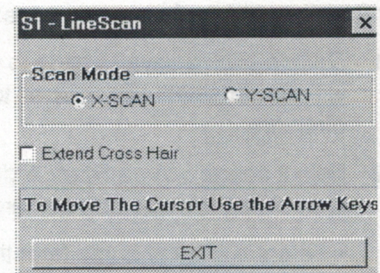 S1 - LineScan
Scan Mode
X-SCAN
Y-SCAN
Extend Cross Hair
To Move The Cursor Use the Arrow Keys
EXIT